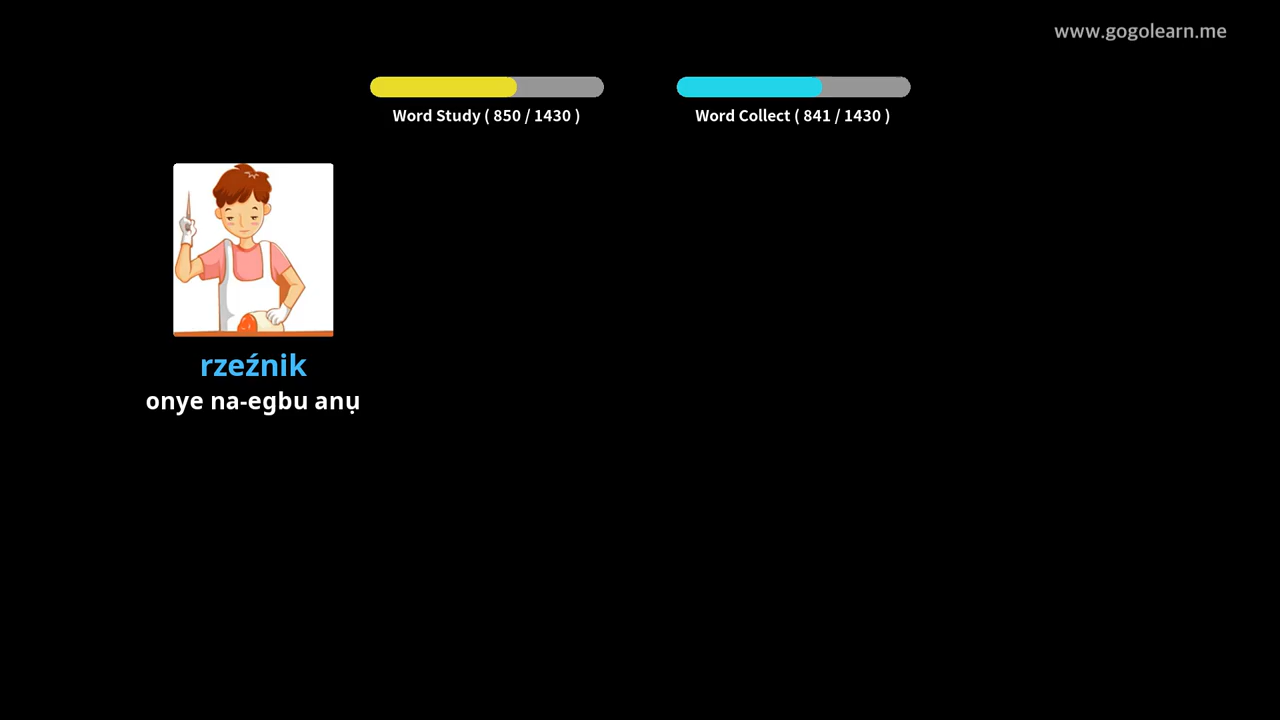 www.gogolearn.me
Word Study ( 850 / 1430 )
Word Collect ( 841 / 1430 )
rzeźnik
onye na-egbu anụ